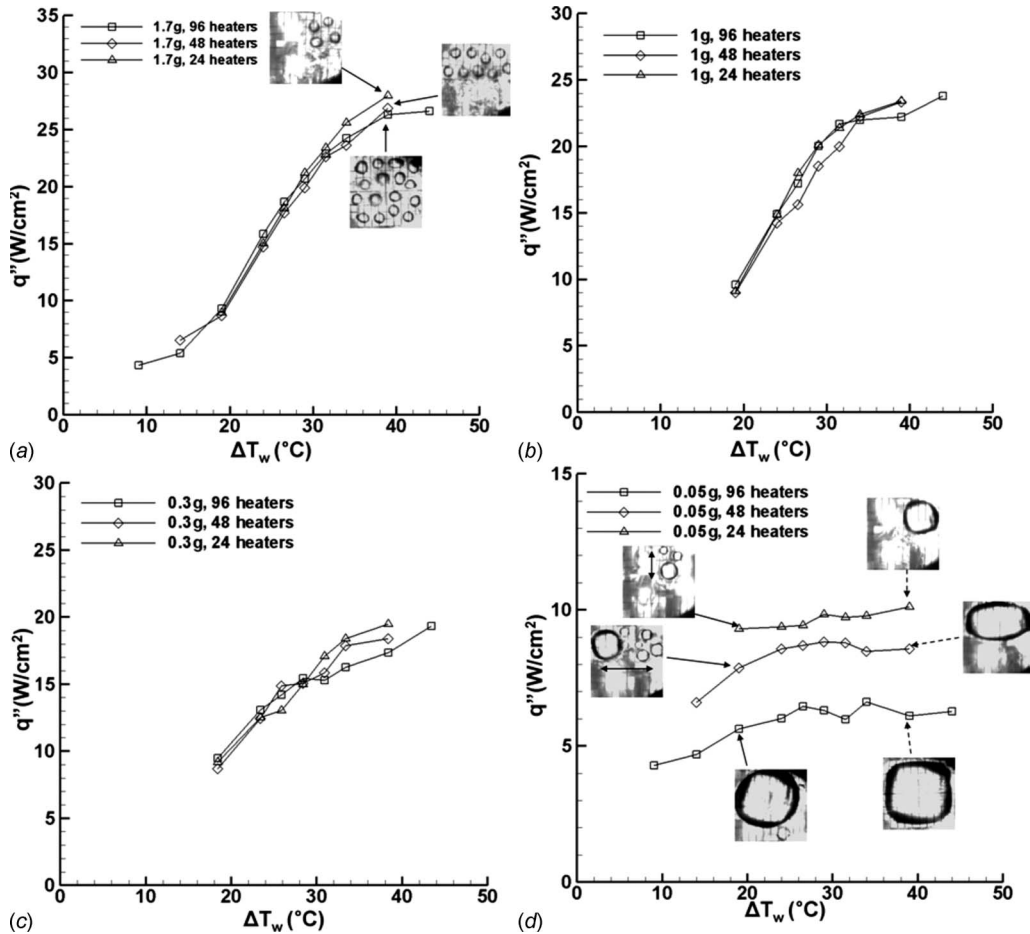 35
30
25
20
15
10
5
0
q”(W/cm²)
1.7g, 96 heaters
1.7g, 48 heaters
1.7g, 24 heaters
0 10 20 30 40 50
(a) ΔTw (°C)
30
25
20
15
10
5
0
q”(W/cm²)
1g, 96 heaters
1g, 48 heaters
1g, 24 heaters
0 10 20 30 40 50
(b) ΔTw (°C)
30
25
20
15
10
5
0
q”(W/cm²)
0.3g, 96 heaters
0.3g, 48 heaters
0.3g, 24 heaters
0 10 20 30 40 50
(c) ΔTw (°C)
15
10
5
0
q”(W/cm²)
0.05g, 96 heaters
0.05g, 48 heaters
0.05g, 24 heaters
0 10 20 30 40 50
(d) ΔTw (°C)